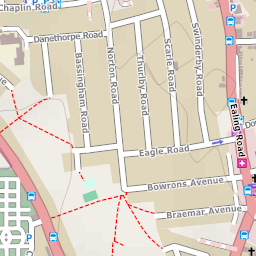 Chaplin Road
P
Danethorpe Road
Bassingham Road
Norton Road
Thurlby Road
Scarle Road
Swinderby Road
Ealing Road
Eagle Road
Bowrons Avenue
Braemar Avenue
P